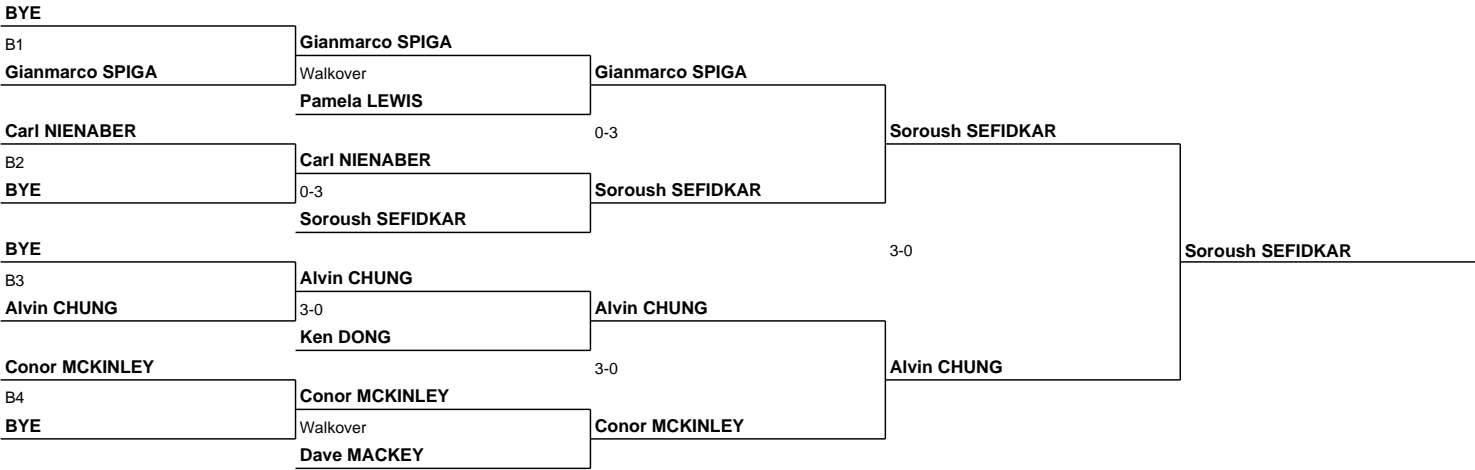 BYE
B1
Gianmarco SPIGA
Gianmarco SPIGA
Walkover
Pamela LEWIS
Gianmarco SPIGA
Carl NIENABER
B2
BYE
Carl NIENABER
0-3
Soroush SEFIDKAR
0-3
Soroush SEFIDKAR
Soroush SEFIDKAR
BYE
B3
Alvin CHUNG
Alvin CHUNG
3-0
Ken DONG
Alvin CHUNG
Conor MCKINLEY
B4
BYE
Conor MCKINLEY
Walkover
Dave MACKEY
3-0
Conor MCKINLEY
Alvin CHUNG
3-0
Soroush SEFIDKAR